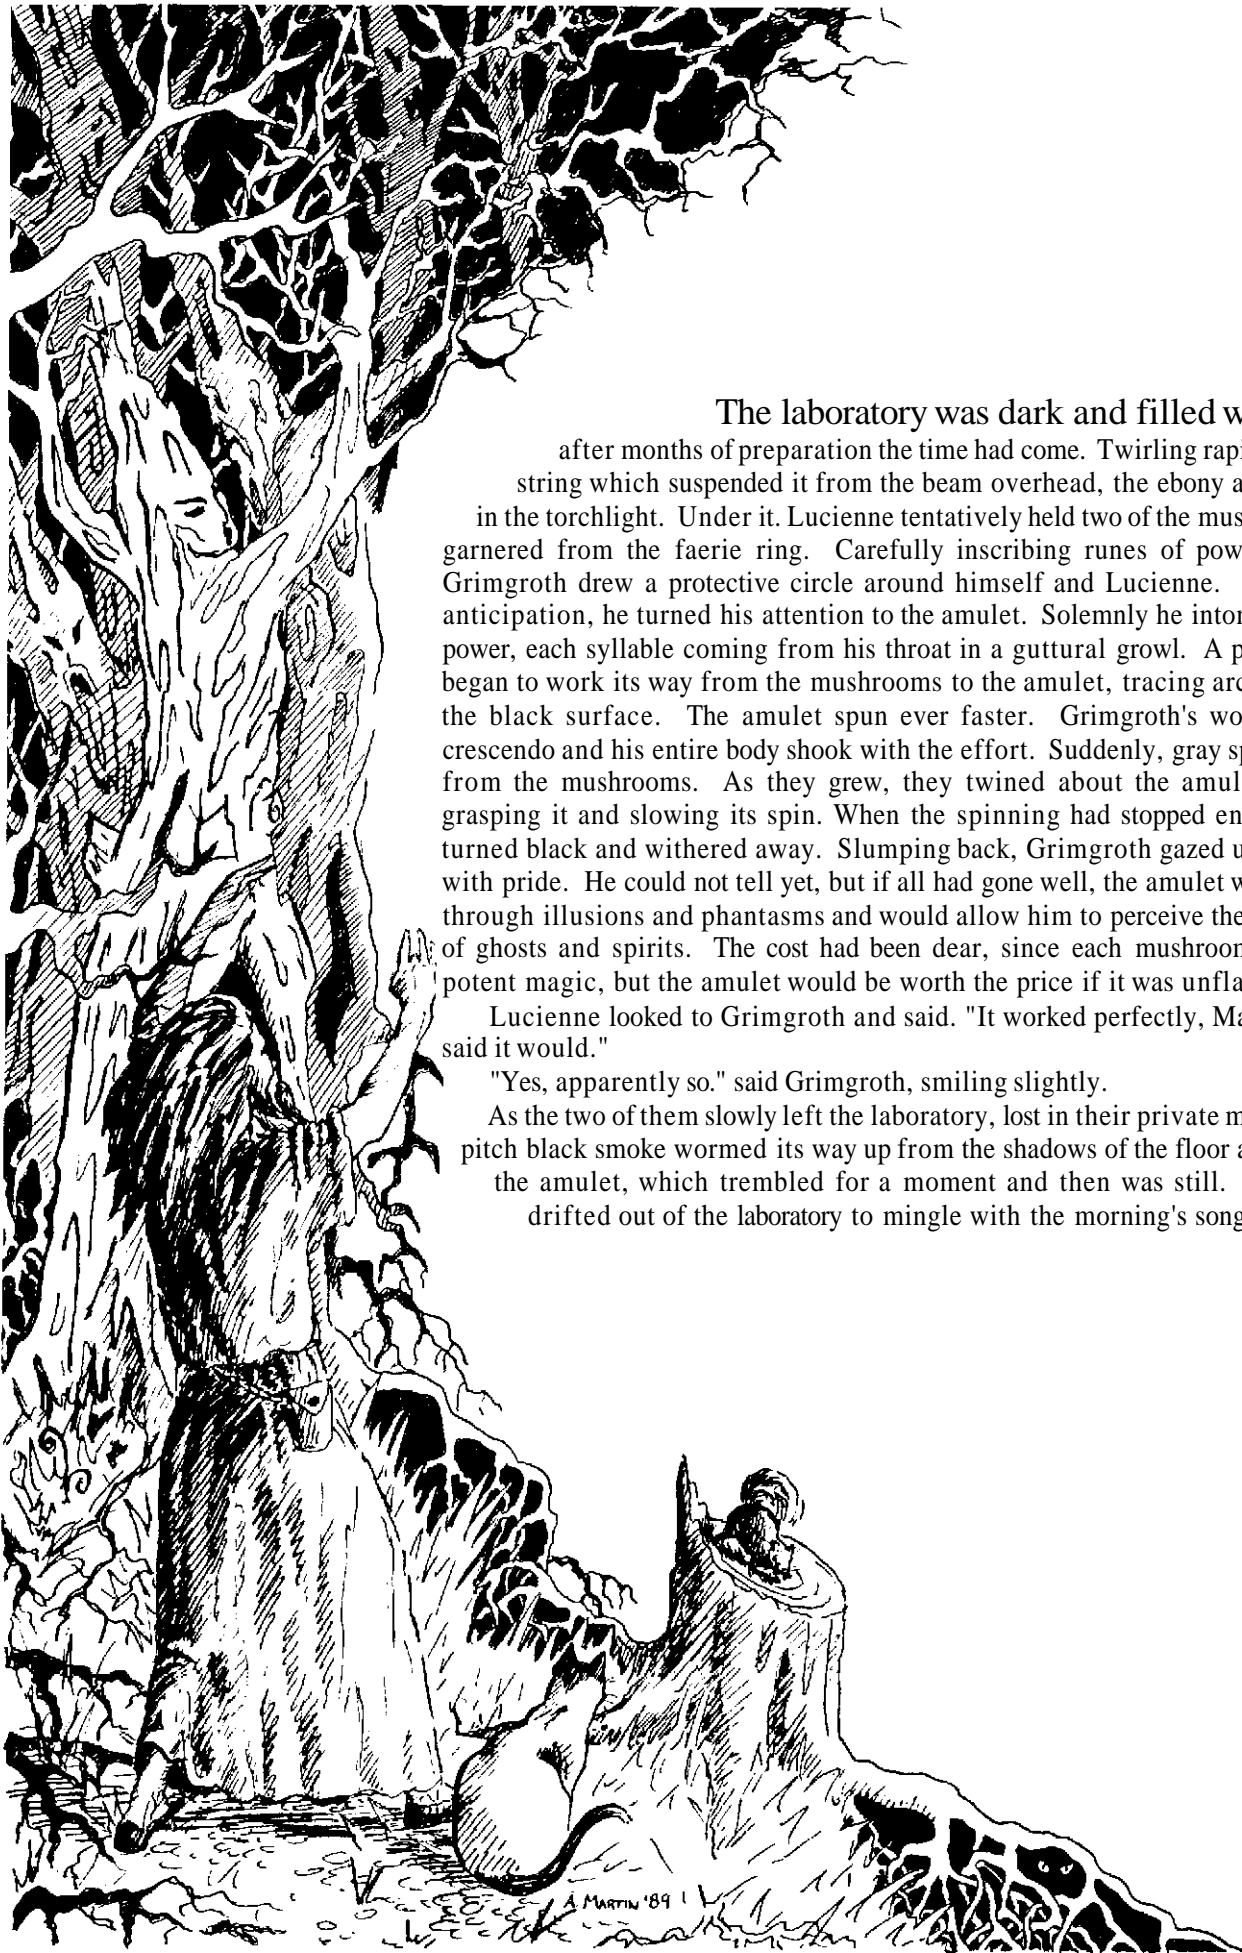 The laboratory was dark and filled w
after months of preparation the time had come. Twirling rapi
string which suspended it from the beam overhead, the ebony a
in the torchlight. Under it. Lucienne tentatively held two of the mus
garnered from the faerie ring. Carefully inscribing runes of pow
Grimgroth drew a protective circle around himself and Lucienne.
anticipation, he turned his attention to the amulet. Solemnly he inton
power, each syllable coming from his throat in a guttural growl. A p
began to work its way from the mushrooms to the amulet, tracing arc
the black surface. The amulet spun ever faster. Grimgroth's wo
crescendo and his entire body shook with the effort. Suddenly, gray sp
from the mushrooms. As they grew, they twined about the amul
grasping it and slowing its spin. When the spinning had stopped en
turned black and withered away. Slumping back, Grimgroth gazed u
with pride. He could not tell yet, but if all had gone well, the amulet w
through illusions and phantasms and would allow him to perceive the
of ghosts and spirits. The cost had been dear, since each mushroom
potent magic, but the amulet would be worth the price if it was unfla
Lucienne looked to Grimgroth and said. "It worked perfectly, Ma
said it would."
"Yes, apparently so." said Grimgroth, smiling slightly.
As the two of them slowly left the laboratory, lost in their private m
pitch black smoke wormed its way up from the shadows of the floor a
the amulet, which trembled for a moment and then was still.
drifted out of the laboratory to mingle with the morning's song
A. MARTIN '89